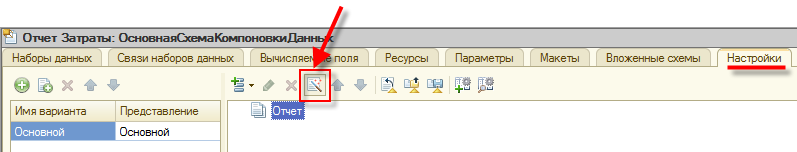 Отчет Затраты: ОсновнаяСхемаКомпоновкиДанных
Наборы данных Связи наборов данных Вычисляемые поля Ресурсы Параметры Макеты Вложенные схемы Настройки
Имя варианта Представление Отчет
Основной Основной